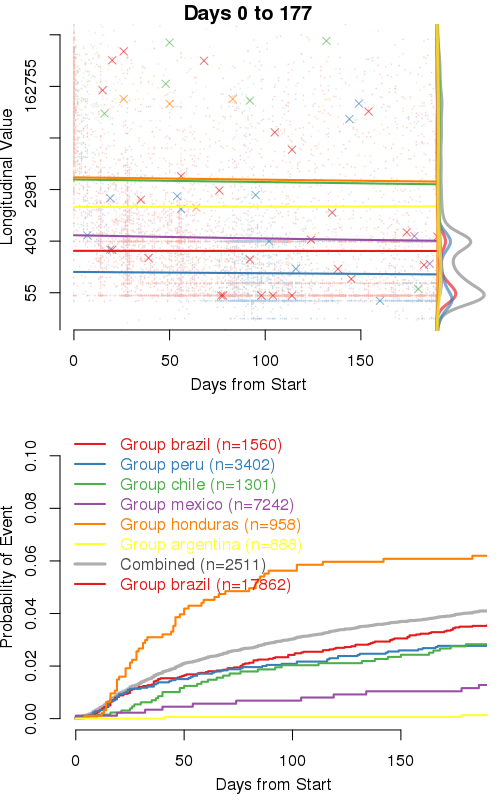 Days 0 to 177
Longitudinal Value
162755
2981
403
55
0
50
100
150
Days from Start
Probability of Event
0.10
0.08
0.06
0.04
0.02
0.00
Group brazil (n=1560)
Group peru (n=3402)
Group chile (n=1301)
Group mexico (n=7242)
Group honduras (n=958)
Group argentina (n=888)
Combined (n=2511)
Group brazil (n=17862)
0
50
100
150
Days from Start